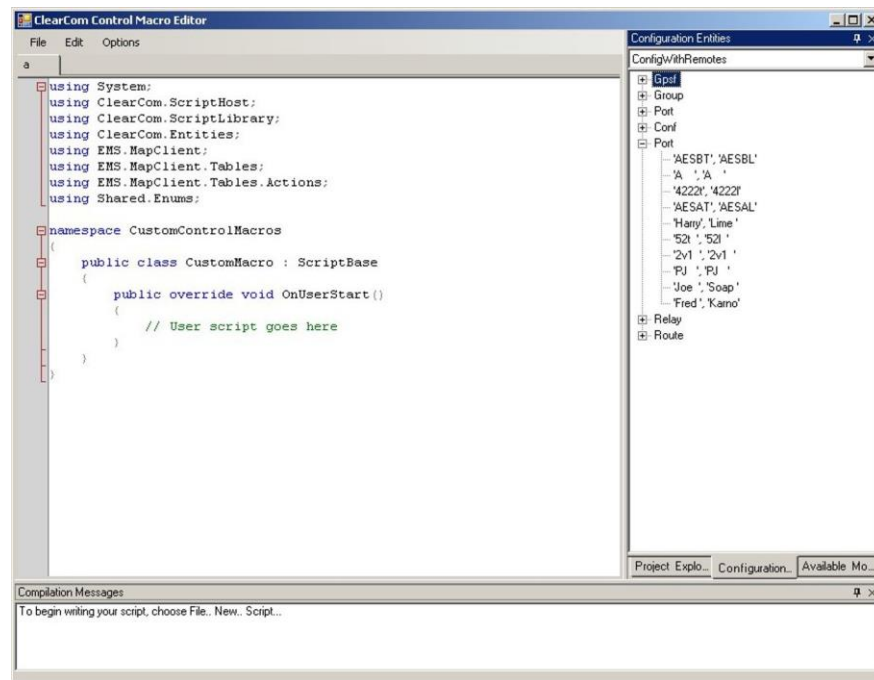 ClearCom Control Macro Editor
File Edit Options
a
using System;
using ClearCom.ScriptHost;
using ClearCom.ScriptLibrary;
using ClearCom.Entities;
using EMS.MapClient;
using EMS.MapClient.Tables;
using EMS.MapClient.Tables.Actions;
using Shared.Enums;
namespace CustomControlMacros
{
public class CustomMacro : ScriptBase
{
public override void OnUserStart()
{
// User script goes here
}
}
}
Configuration Entities
ConfigWithRemotes
Gpsf
Group
Port
Conf
Port
'AESBT', 'AESBL'
'A ', 'A '
'4222t', '4222l'
'AESAT', 'AESAL'
'Harry', 'Lime '
'52t ', '52l '
'2v1 ', '2v1 '
'PJ ', 'PJ '
'Joe ', 'Soap '
'Fred ', 'Karno'
Relay
Route
Project Explo... Configuration... Available Mo...
Compilation Messages
To begin writing your script, choose File.. New.. Script...